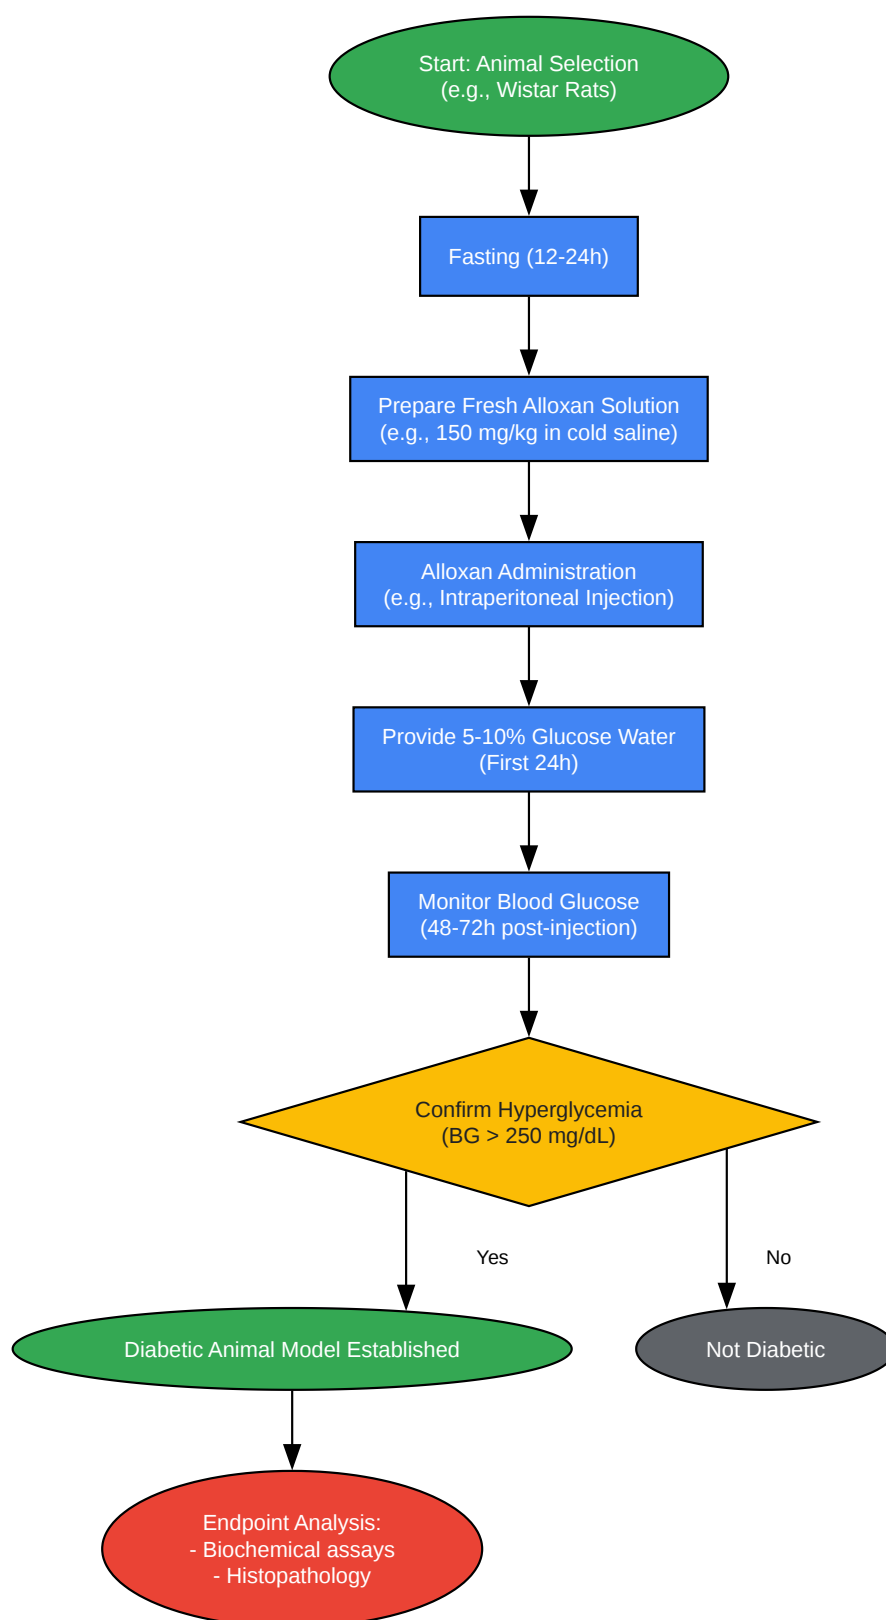 Start: Animal Selection
(e.g., Wistar Rats)
Fasting (12-24h)
Prepare Fresh Alloxan Solution
(e.g., 150 mg/kg in cold saline)
Alloxan Administration
(e.g., Intraperitoneal Injection)
Provide 5-10% Glucose Water
(First 24h)
Monitor Blood Glucose
(48-72h post-injection)
Confirm Hyperglycemia
(BG > 250 mg/dL)
Yes
No
Diabetic Animal Model Established
Not Diabetic
Endpoint Analysis:
- Biochemical assays
- Histopathology